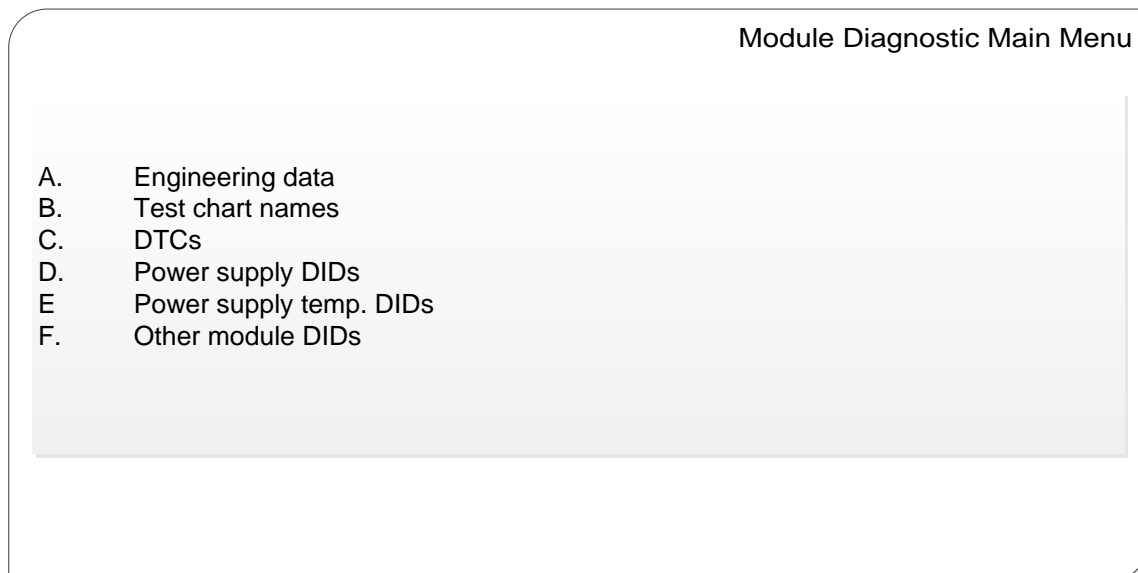 Module Diagnostic Main Menu
A. Engineering data
B. Test chart names
C. DTCs
D. Power supply DIDs
E Power supply temp. DIDs
F. Other module DIDs